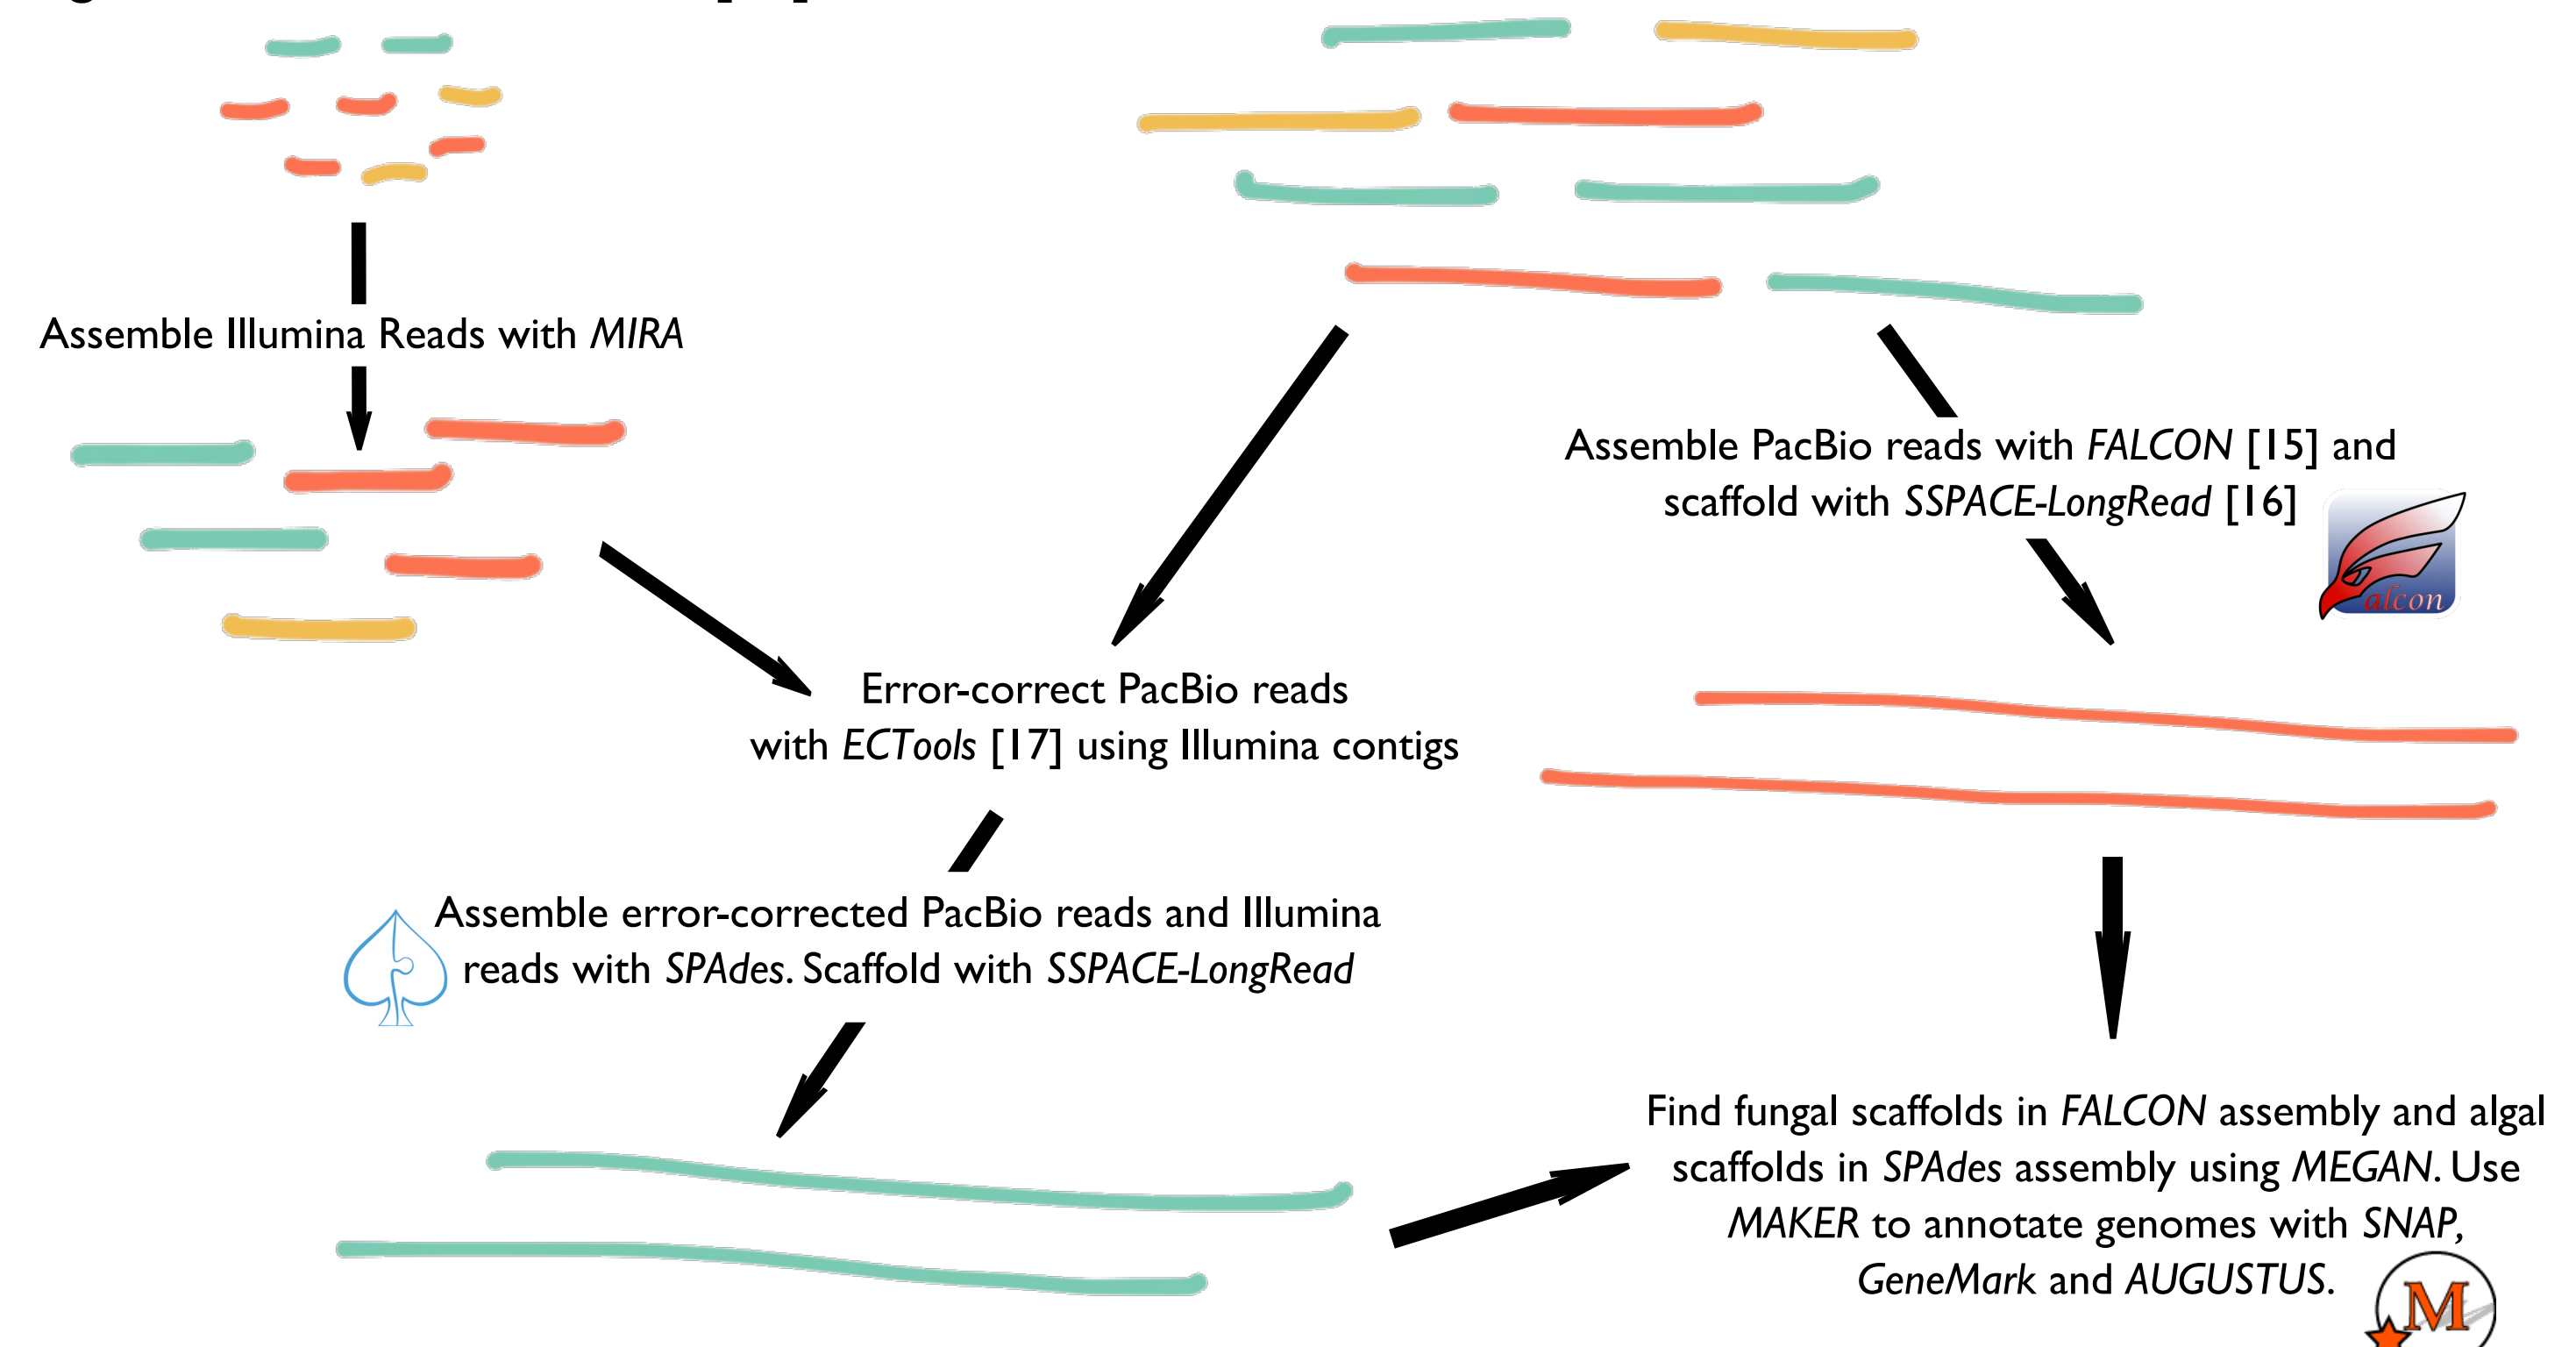 Assemble Illumina Reads with MIRA
Assemble PacBio reads with FALCON [15] and
scaffold with SSPACE-LongRead [16]
alcon
Error-correct PacBio reads
with ECTools [17] using Illumina contigs
Assemble error-corrected PacBio reads and Illumina
reads with SPAdes. Scaffold with SSPACE-LongRead
Find fungal scaffolds in FALCON assembly and algal
scaffolds in SPAdes assembly using MEGAN. Use
MAKER to annotate genomes with SNAP,
GeneMark and AUGUSTUS.
M